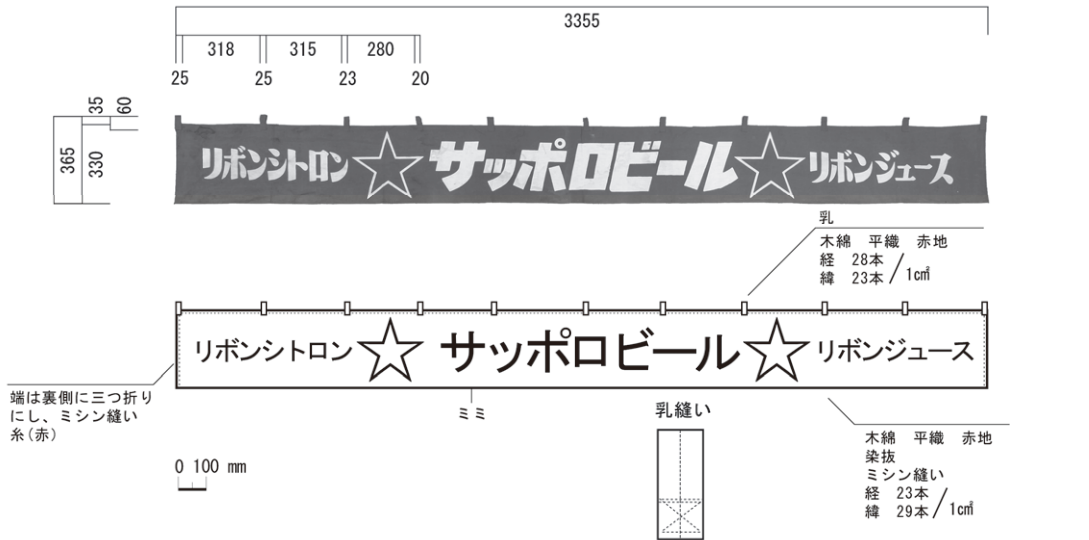 3355
318 315 280
25 25 23 20
35 60
365 330
リボンシトロン☆サッポロビール☆リボンジュース
乳
木綿 平織 赤地
経 28本
緯 23本/1c㎡
リボンシトロン☆サッポロビール☆リボンジュース
端は裏側に三つ折り
にし、ミシン縫い
糸(赤)
ミミ
乳縫い
木綿 平織 赤地
染抜
ミシン縫い
経 23本
緯 29本/1c㎡
0 100 mm